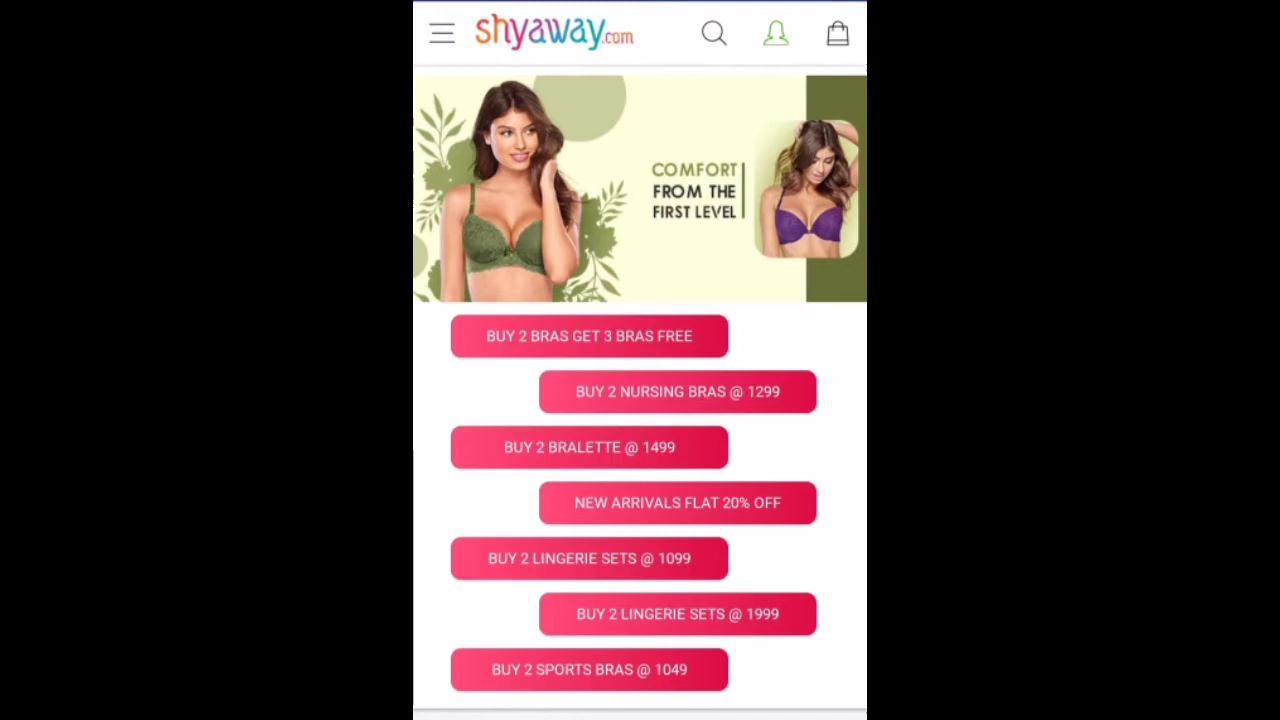 shyaway.com
COMFORT
FROM THE
FIRST LEVEL
BUY 2 BRAS GET 3 BRAS FREE
BUY 2 NURSING BRAS @ 1299
BUY 2 BRALETTE @ 1499
NEW ARRIVALS FLAT 20% OFF
BUY 2 LINGERIE SETS @ 1099
BUY 2 LINGERIE SETS @ 1999
BUY 2 SPORTS BRAS @ 1049